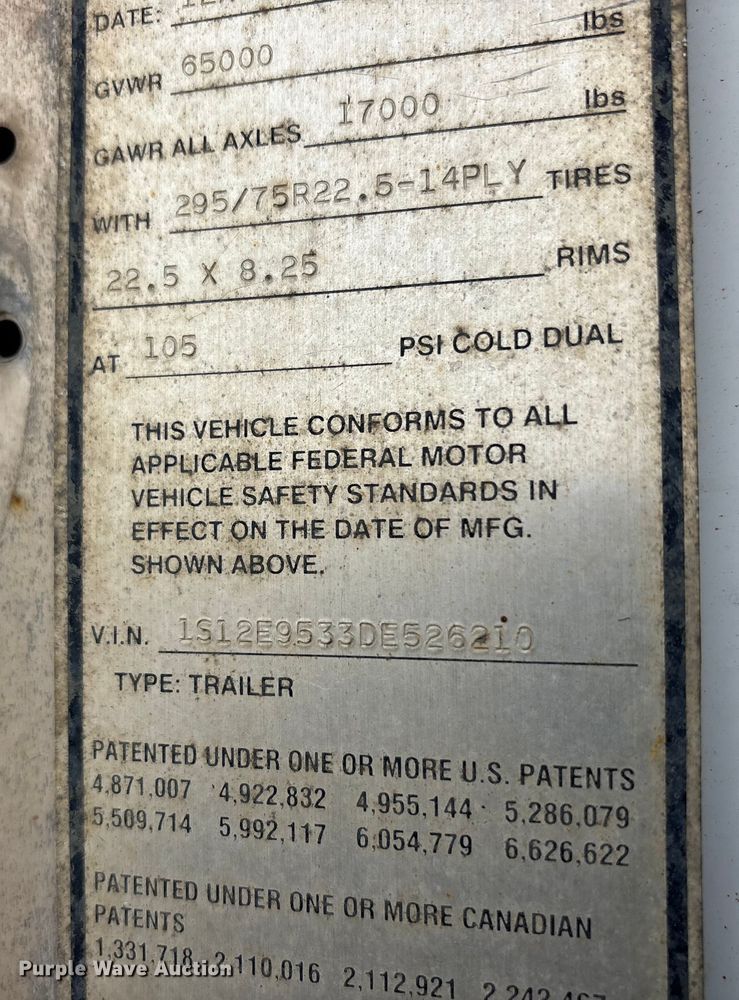 DATE:
lbs
GVWR 65000
GAWR ALL AXLES 17000 lbs
WITH 295/75R22.5-14PLY TIRES
22.5 X 8.25 RIMS
AT 105 PSI COLD DUAL
THIS VEHICLE CONFORMS TO ALL
APPLICABLE FEDERAL MOTOR
VEHICLE SAFETY STANDARDS IN
EFFECT ON THE DATE OF MFG.
SHOWN ABOVE.
V.I.N. 1S12E9533DE526210
TYPE: TRAILER
PATENTED UNDER ONE OR MORE U.S. PATENTS
4,871,007 4,922,832 4,955,144 5,286,079
5,509,714 5,992,117 6,054,779 6,626,622
PATENTED UNDER ONE OR MORE CANADIAN
PATENTS
1,331,718 2,110,016 2,112,921
Purple Wave Auction